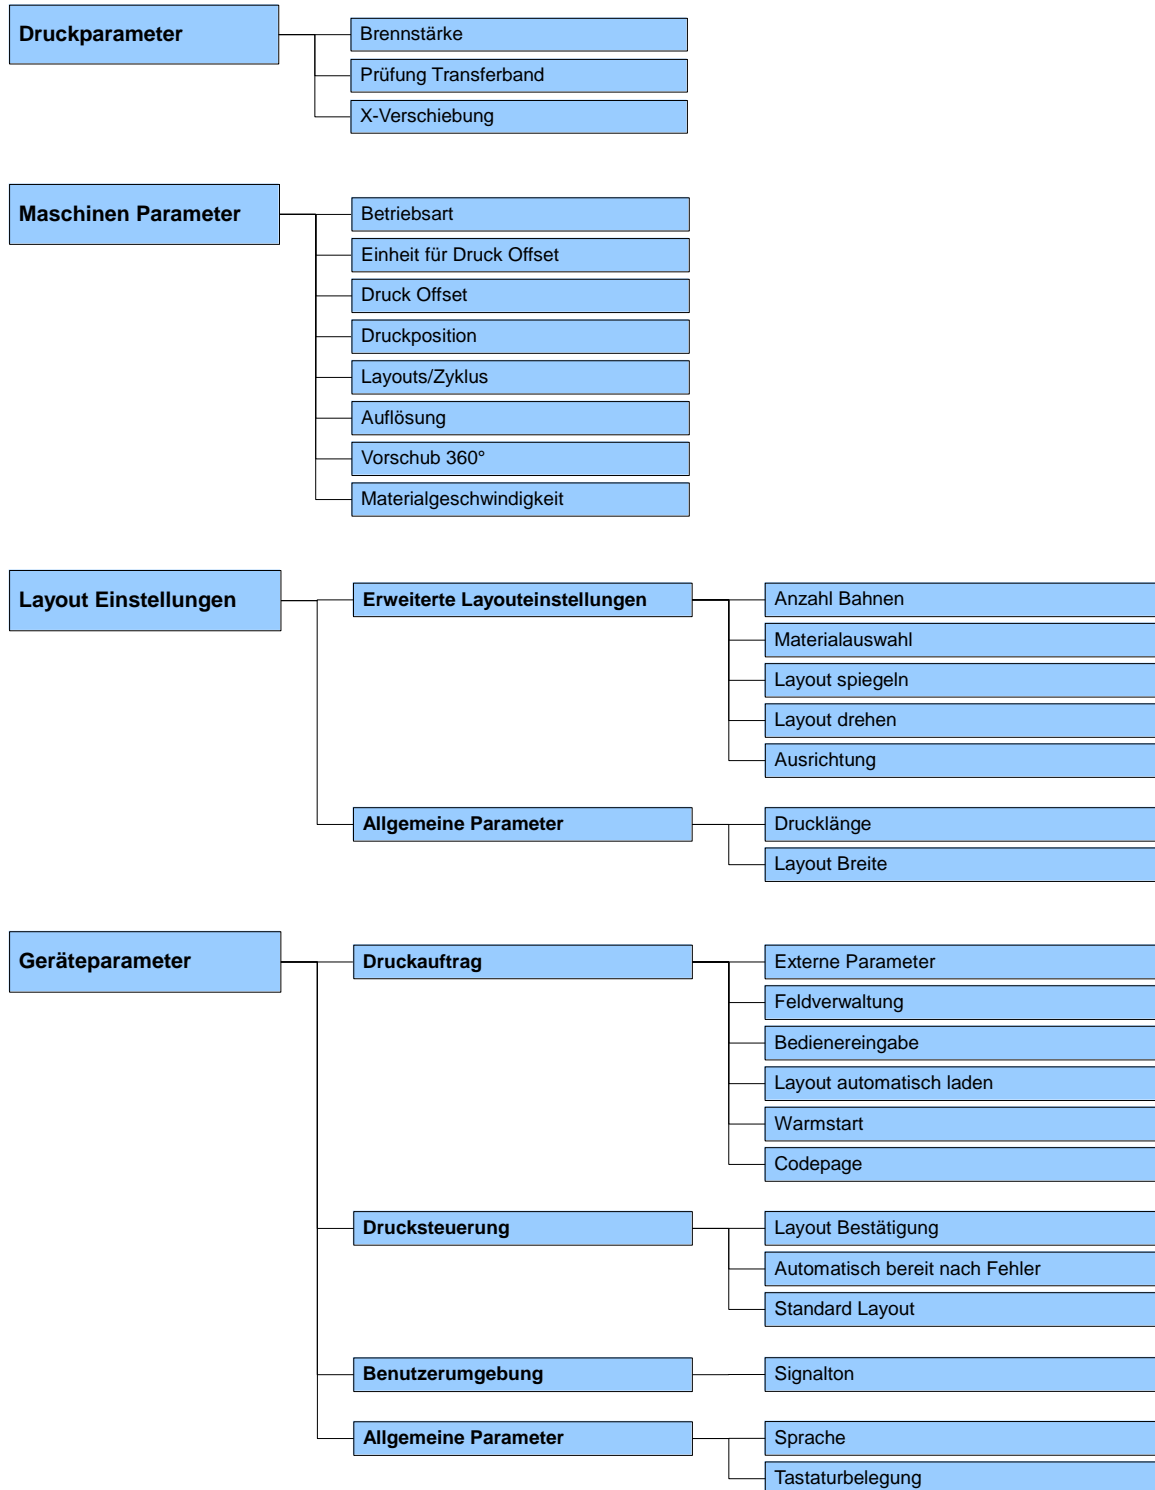 Druckparameter
Brennstärke
Prüfung Transferband
X-Verschiebung
Maschinen Parameter
Betriebsart
Einheit für Druck Offset
Druck Offset
Druckposition
Layouts/Zyklus
Auflösung
Vorschub 360°
Materialgeschwindigkeit
Layout Einstellungen
Erweiterte Layouteinstellungen
Anzahl Bahnen
Materialauswahl
Layout spiegeln
Layout drehen
Ausrichtung
Allgemeine Parameter
Drucklänge
Layout Breite
Geräteparameter
Druckauftrag
Externe Parameter
Feldverwaltung
Bedienereingabe
Layout automatisch laden
Warmstart
Codepage
Drucksteuerung
Layout Bestätigung
Automatisch bereit nach Fehler
Standard Layout
Benutzerumgebung
Signalton
Allgemeine Parameter
Sprache
Tastaturbelegung